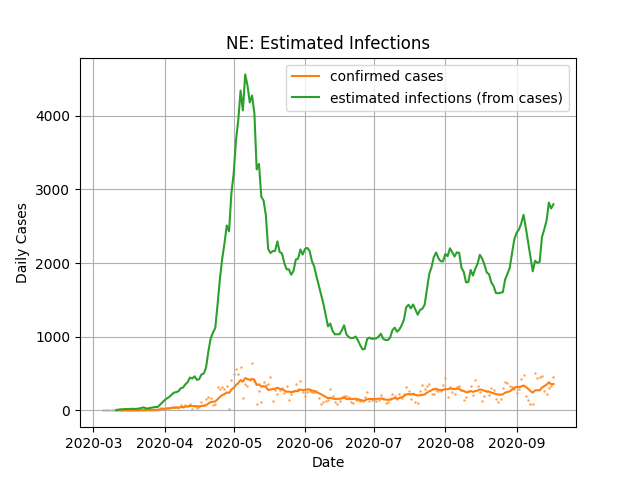 NE: Estimated Infections
confirmed cases
estimated infections (from cases)
Daily Cases
4000
3000
2000
1000
0
2020-03 2020-04 2020-05 2020-06 2020-07 2020-08 2020-09
Date